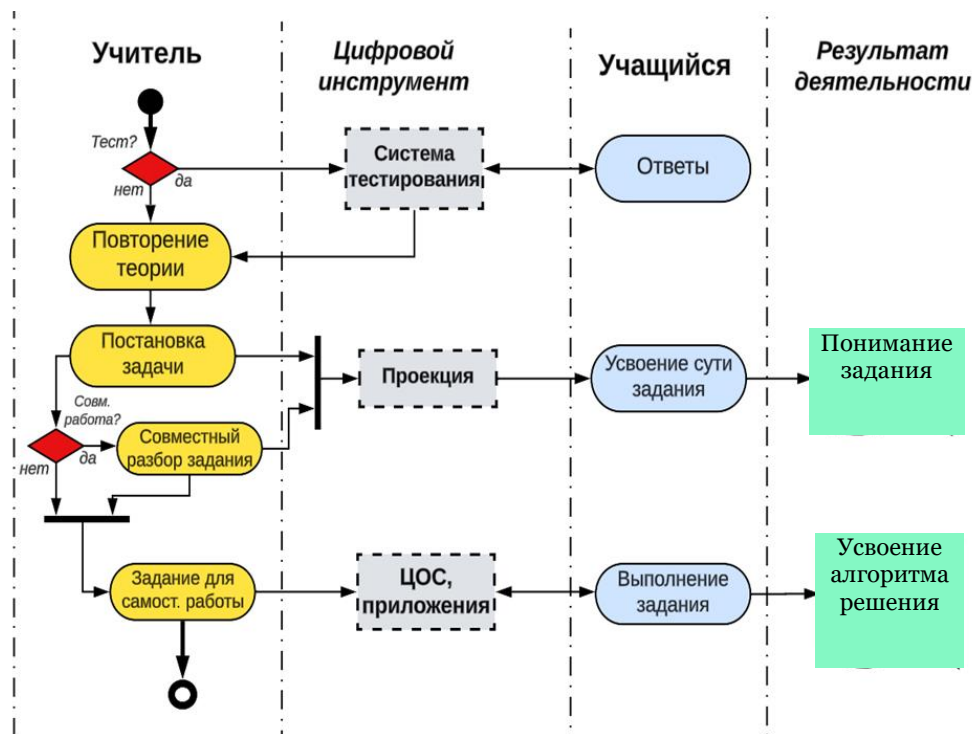 Учитель
Цифровой
инструмент
Учащийся
Результат
деятельности
Тест?
нет
да
Система
тестирования
Ответы
Повторение
теории
Постановка
задачи
Проекция
Усвоение сути
задания
Понимание
задания
Совм.
работа?
нет
да
Совместный
разбор задания
Задание для
самост. работы
ЦОС,
приложения
Выполнение
задания
Усвоение
алгоритма
решения